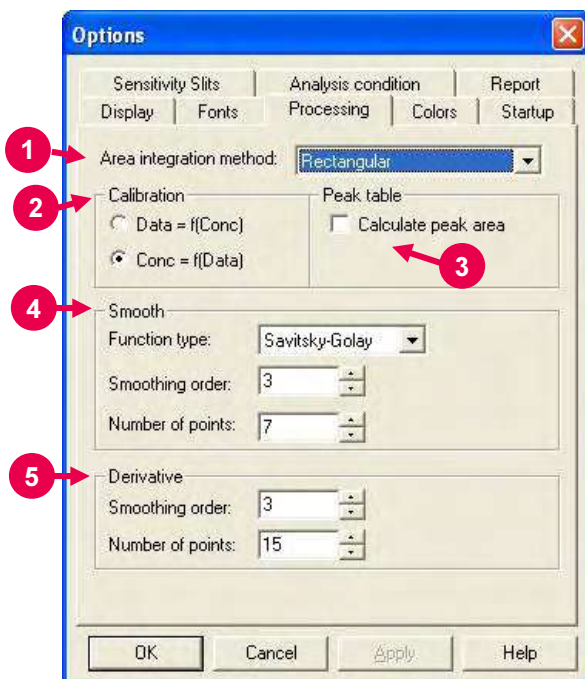 Options
Sensitivity Slits Analysis condition Report
Display Fonts Processing Colors Startup
1 Area integration method: Rectangular
2 Calibration Peak table
Data = f(Conc) Calculate peak area
Conc = f(Data) 3
4 Smooth
Function type: Savitsky-Golay
Smoothing order: 3
Number of points: 7
5 Derivative
Smoothing order: 3
Number of points: 15
OK Cancel Apply Help